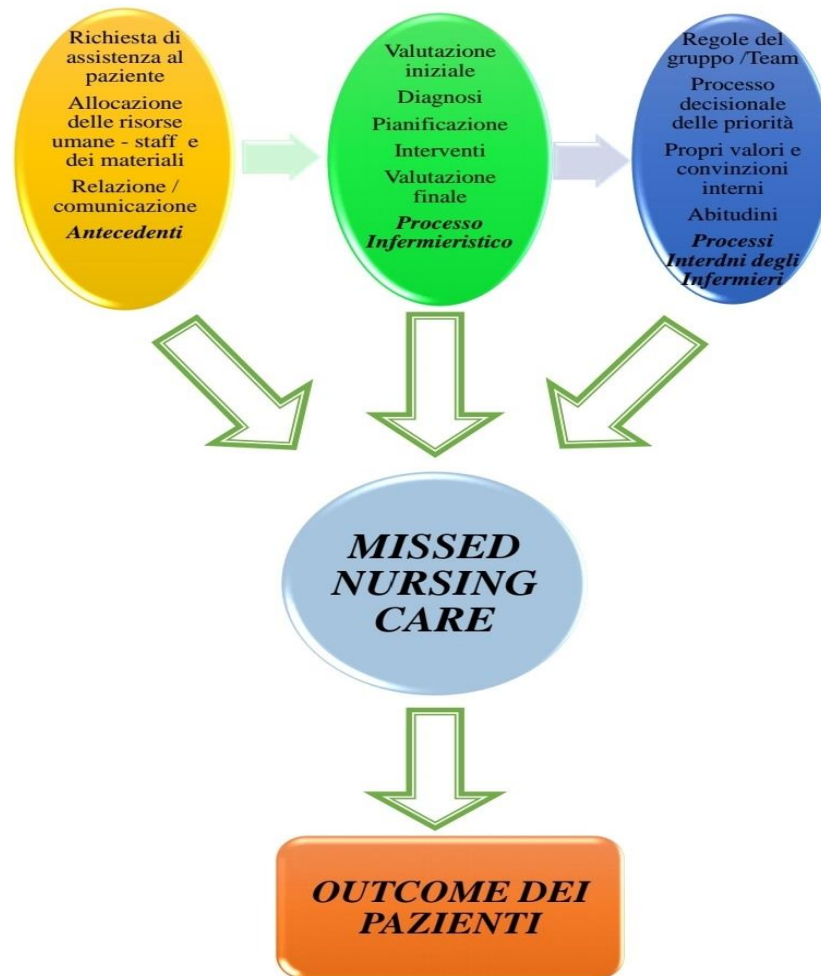 Richiesta di
assistenza al
paziente
Allocazione
delle risorse
umane - staff e
dei materiali
Relazione /
comunicazione
Antecedenti
Valutazione
iniziale
Diagnosi
Pianificazione
Interventi
Valutazione
finale
Processo
Infermieristico
Regole del
gruppo /Team
Processo
decisionale
delle priorità
Propri valori e
convinzioni
interni
Abitudini
Processi
Interdni degli
Infermieri
MISSED
NURSING
CARE
OUTCOME DEI
PAZIENTI